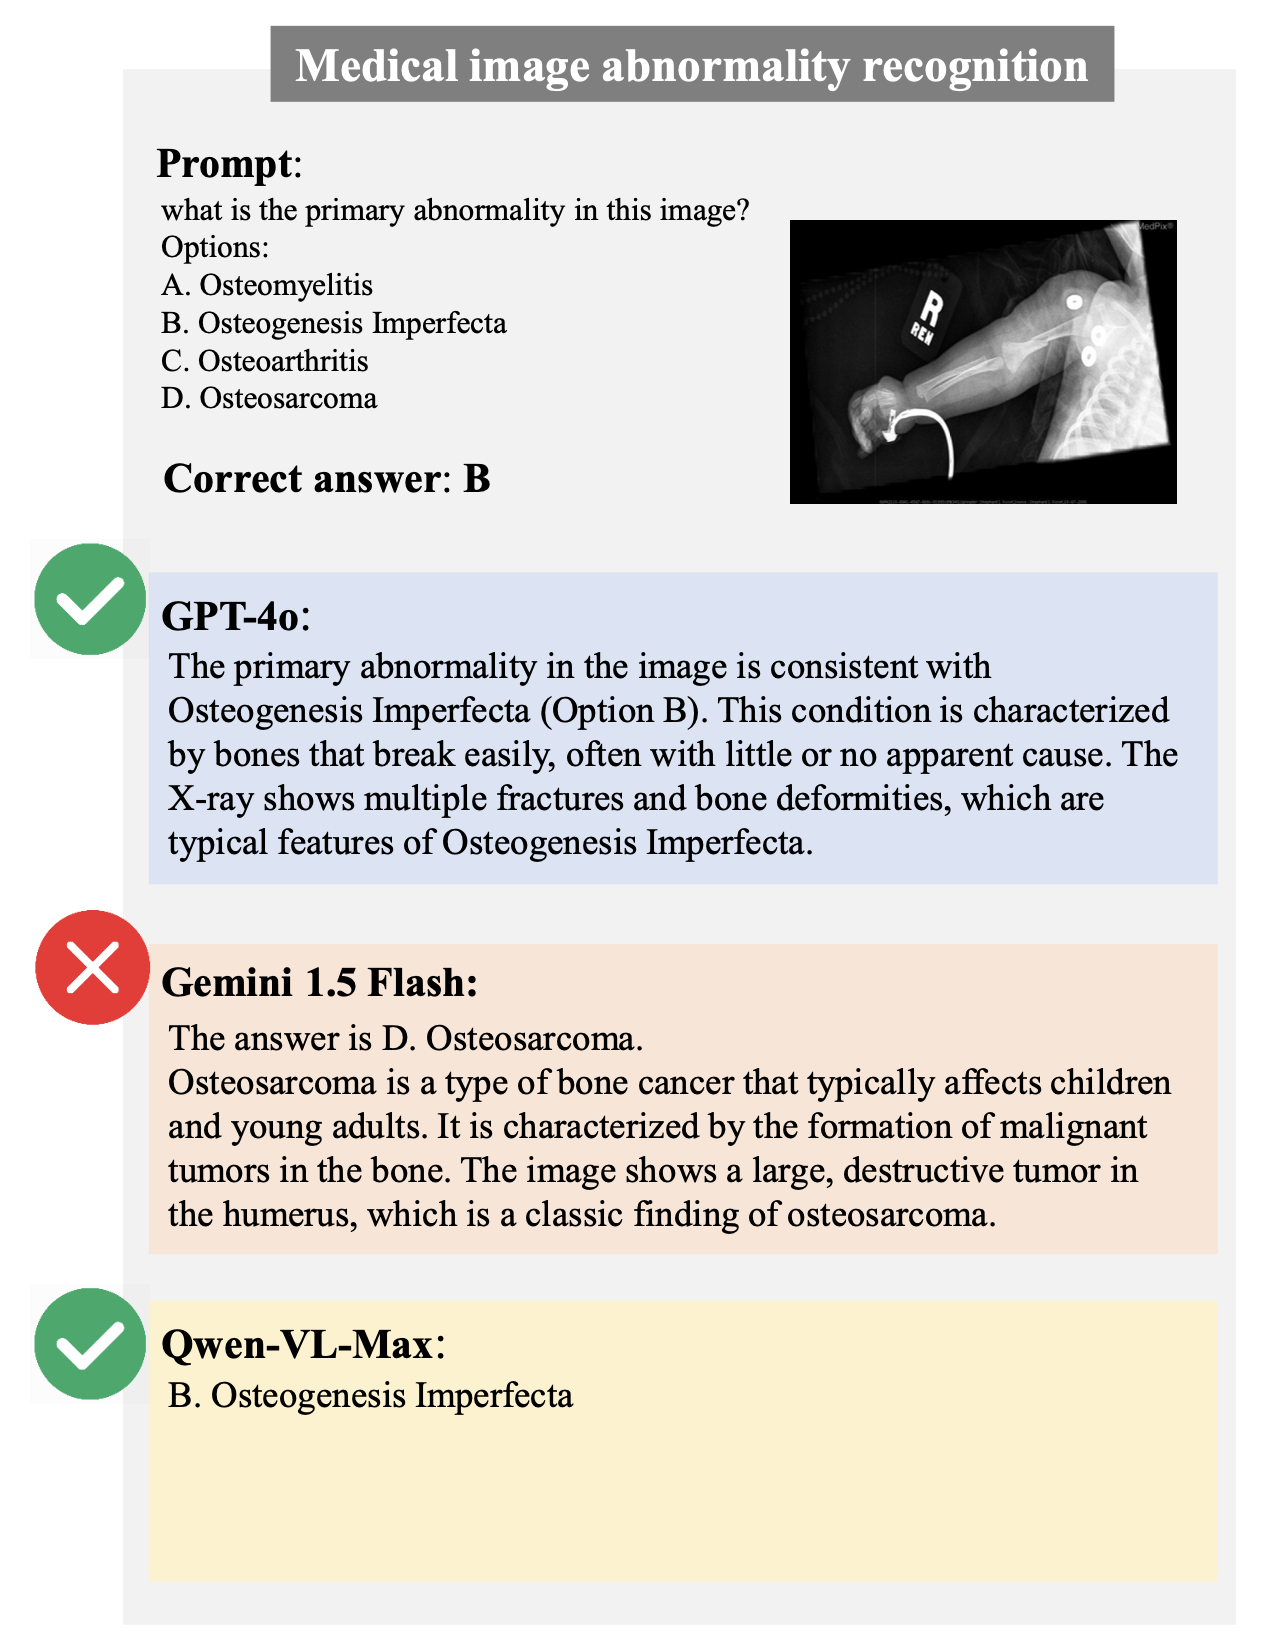 Medical image abnormality recognition
Prompt:
what is the primary abnormality in this image?
Options:
A. Osteomyelitis
B. Osteogenesis Imperfecta
C. Osteoarthritis
D. Osteosarcoma
MedPix®
R
REN
Correct answer: B
GPT-4o:
The primary abnormality in the image is consistent with
Osteogenesis Imperfecta (Option B). This condition is characterized
by bones that break easily, often with little or no apparent cause. The
X-ray shows multiple fractures and bone deformities, which are
typical features of Osteogenesis Imperfecta.
Gemini 1.5 Flash:
The answer is D. Osteosarcoma.
Osteosarcoma is a type of bone cancer that typically affects children
and young adults. It is characterized by the formation of malignant
tumors in the bone. The image shows a large, destructive tumor in
the humerus, which is a classic finding of osteosarcoma.
Qwen-VL-Max:
B. Osteogenesis Imperfecta